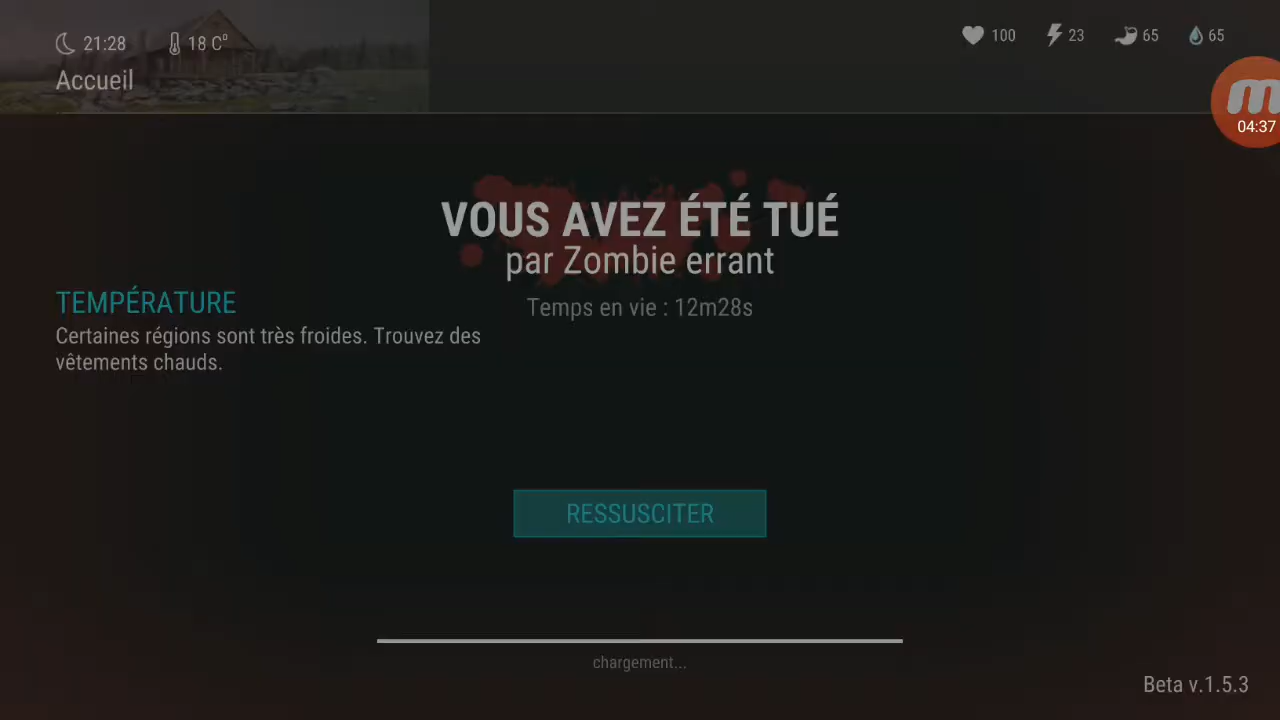 21:28 18 C°
100 23 65 65
Accueil
m
04:37
VOUS AVEZ ÉTÉ TUÉ
par Zombie errant
Temps en vie : 12m28s
TEMPÉRATURE
Certaines régions sont très froides. Trouvez des
vêtements chauds.
RESSUSCITER
chargement...
Beta v.1.5.3